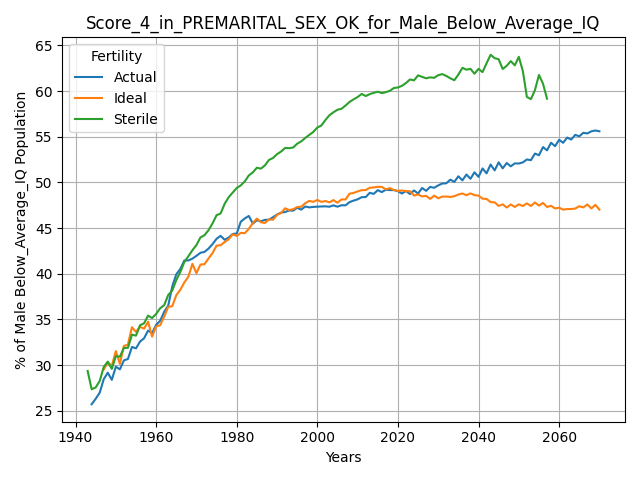 Score_4_in_PREMARITAL_SEX_OK_for_Male_Below_Average_IQ
Fertility
Actual
Ideal
Sterile
% of Male Below_Average_IQ Population
65
60
55
50
45
40
35
30
25
1940 1960 1980 2000 2020 2040 2060
Years